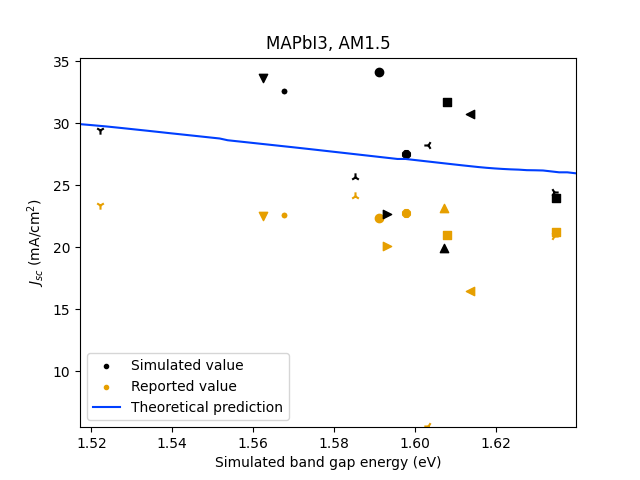 MAPbI3, AM1.5
35
30
25
20
15
10
J_sc (mA/cm²)
Simulated value
Reported value
Theoretical prediction
1.52 1.54 1.56 1.58 1.60 1.62
Simulated band gap energy (eV)